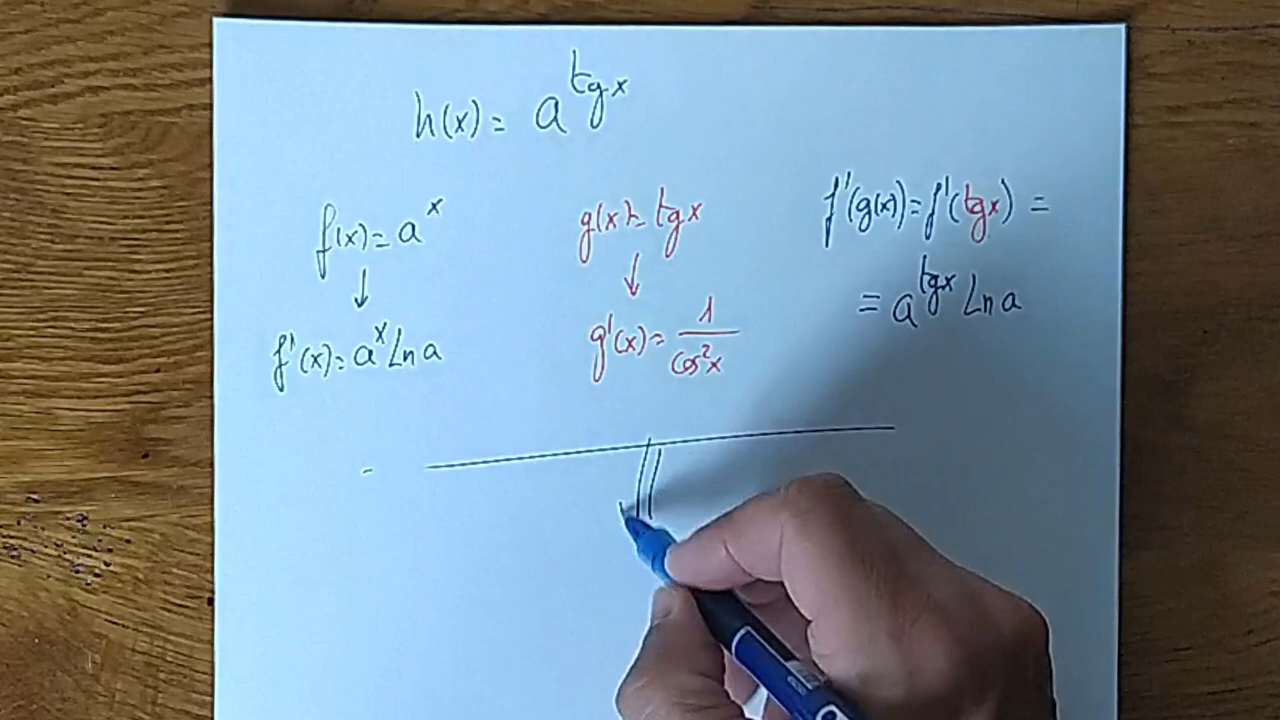 h(x) = a^tgx
f(x) = a^x
g(x) = tgx
f'(g(x)) = f'(tgx) =
= a^tgx Ln a
f'(x) = a^x Ln a
g'(x) = 1/cos²x